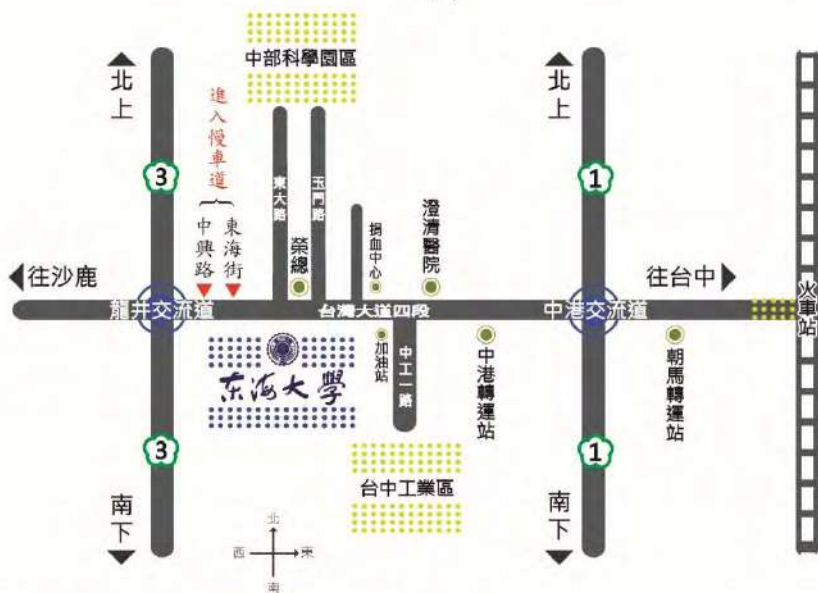 中部科學園區
北上
北上
進入慢車道
3
1
東大路
玉門路
中興路
東海街
榮總
捐血中心
澄清醫院
往沙鹿
往台中
龍井交流道
台灣大道四段
中港交流道
火車站
東海大學
加油站
中工一路
中港轉運站
朝馬轉運站
3
1
台中工業區
南下
南下
北
西
東
南